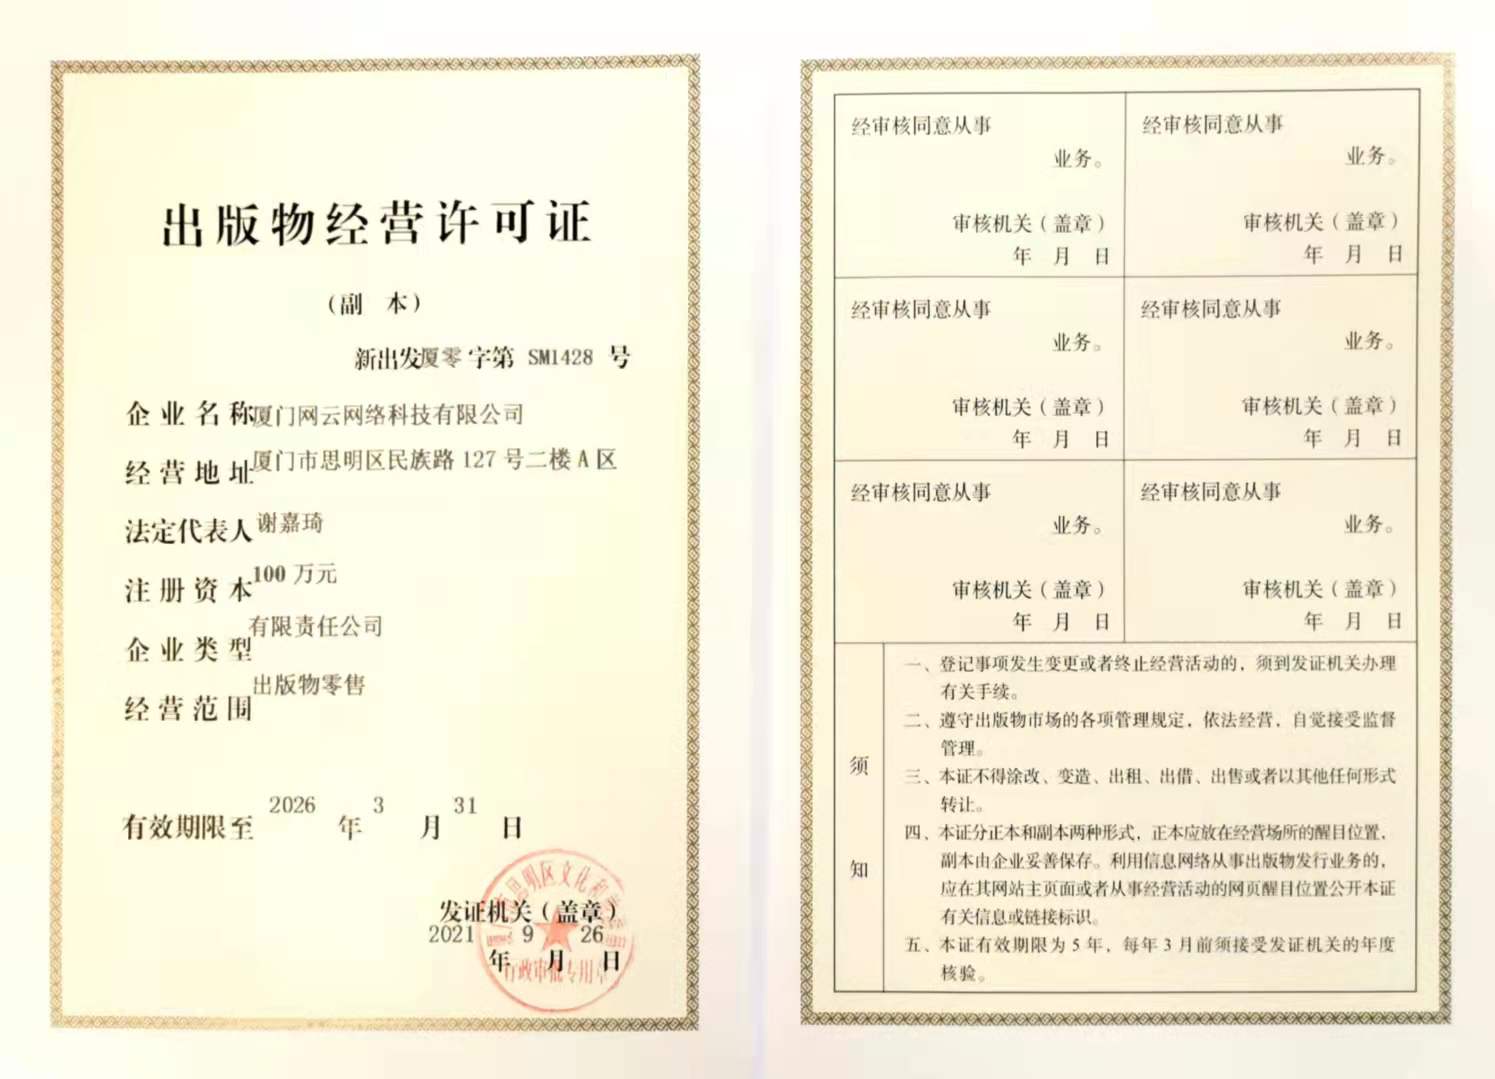 出版物经营许可证
(副 本)
新出发厦零字第 SM1428 号
企业名称 厦门网云网络科技有限公司
经营地址 厦门市思明区民族路 127 号二楼 A 区
法定代表人 谢嘉琦
注册资本 100 万元
企业类型 有限责任公司
经营范围 出版物零售
有效期限至 2026 年 3 月 31 日
发证机关(盖章)
2021 年 9 月 26 日
思明区文化和
行政审批专用章
经审核同意从事
业务。
审核机关(盖章)
年 月 日
经审核同意从事
业务。
审核机关(盖章)
年 月 日
经审核同意从事
业务。
审核机关(盖章)
年 月 日
经审核同意从事
业务。
审核机关(盖章)
年 月 日
经审核同意从事
业务。
审核机关(盖章)
年 月 日
经审核同意从事
业务。
审核机关(盖章)
年 月 日
须知
一、登记事项发生变更或者终止经营活动的，须到发证机关办理
有关手续。
二、遵守出版物市场的各项管理规定，依法经营，自觉接受监督
管理。
三、本证不得涂改、变造、出租、出借、出售或者以其他任何形式
转让。
四、本证分正本和副本两种形式，正本应放在经营场所的醒目位置，
副本由企业妥善保存。利用信息网络从事出版物发行业务的，
应在其网站主页面或者从事经营活动的网页醒目位置公开本证
有关信息或链接标识。
五、本证有效期限为 5 年，每年 3 月前须接受发证机关的年度
核验。